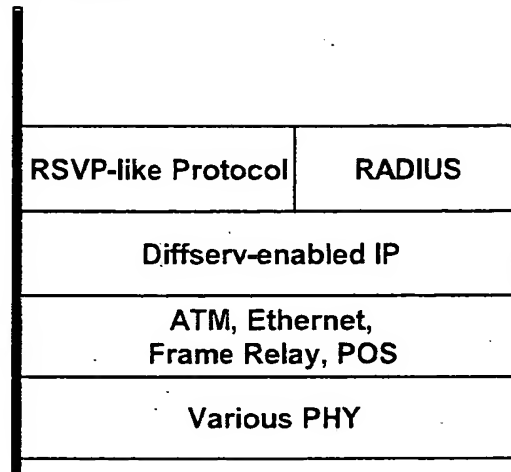 RSVP-like Protocol RADIUS
Diffserv-enabled IP
ATM, Ethernet,
Frame Relay, POS
Various PHY